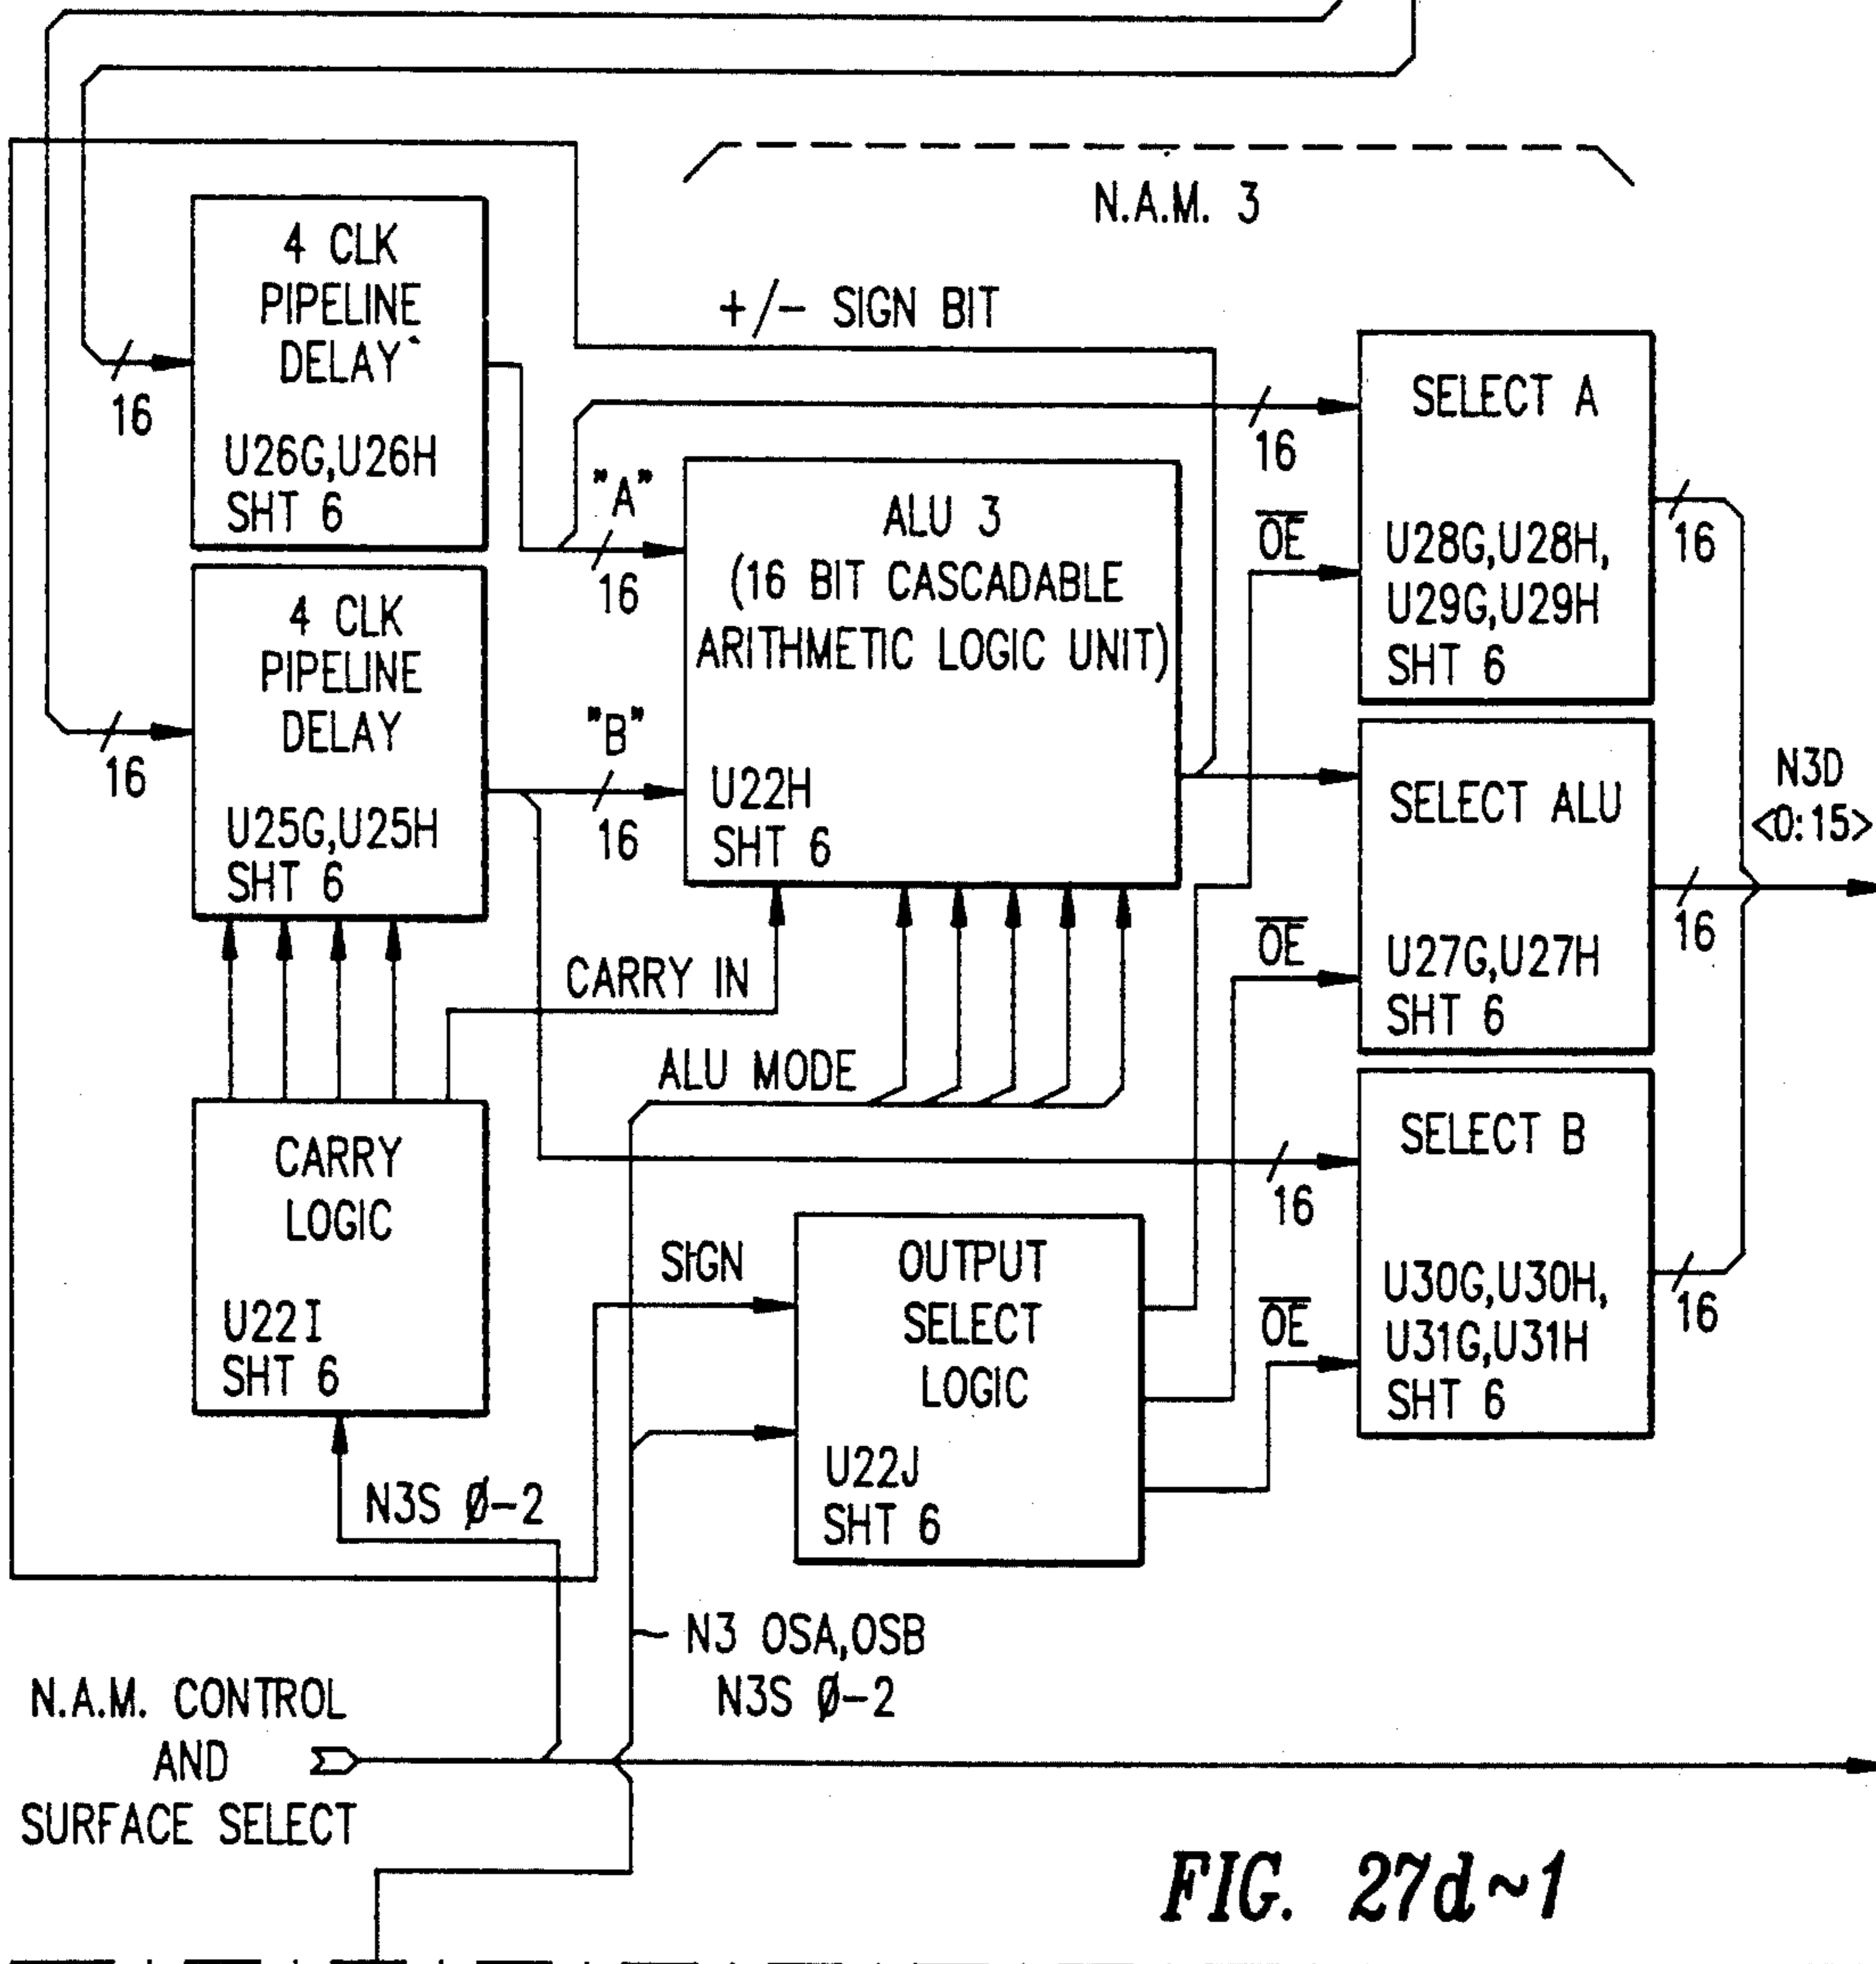 N.A.M. 3
4 CLK
PIPELINE
DELAY
U26G,U26H
SHT 6
16
+/- SIGN BIT
"A"
16
16
SELECT A
U28G,U28H,
U29G,U29H
SHT 6
OE
16
ALU 3
(16 BIT CASCADABLE
ARITHMETIC LOGIC UNIT)
U22H
SHT 6
4 CLK
PIPELINE
DELAY
U25G,U25H
SHT 6
16
"B"
16
SELECT ALU
U27G,U27H
SHT 6
OE
16
N3D
<0:15>
CARRY IN
ALU MODE
CARRY
LOGIC
U22I
SHT 6
16
SELECT B
U30G,U30H,
U31G,U31H
SHT 6
OE
16
SIGN
OUTPUT
SELECT
LOGIC
U22J
SHT 6
N3S Ø-2
N3 OSA,OSB
N3S Ø-2
N.A.M. CONTROL
AND
SURFACE SELECT
FIG. 27d~1